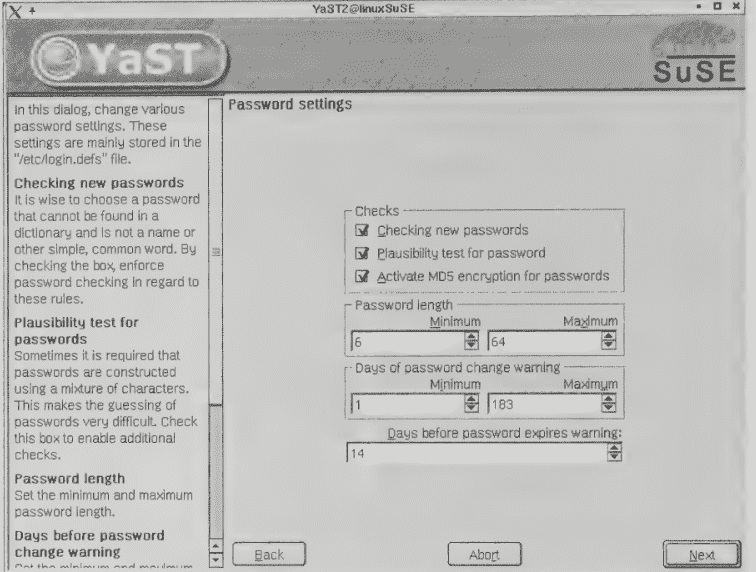 YaST2@linuxSuSE
YaST
SuSE
In this dialog, change various
password settings. These
settings are mainly stored in the
"/etc/login.defs" file.
Checking new passwords
It is wise to choose a password
that cannot be found in a
dictionary and is not a name or
other simple, common word. By
checking the box, enforce
password checking in regard to
these rules.
Plausibility test for
passwords
Sometimes it is required that
passwords are constructed
using a mixture of characters.
This makes the guessing of
passwords very difficult. Check
this box to enable additional
checks.
Password length
Set the minimum and maximum
password length.
Days before password
change warning
Password settings
Checks
Checking new passwords
Plausibility test for password
Activate MD5 encryption for passwords
Password length
Minimum Maximum
6 64
Days of password change warning
Minimum Maximum
1 183
Days before password expires warning:
14
Back Abort Next